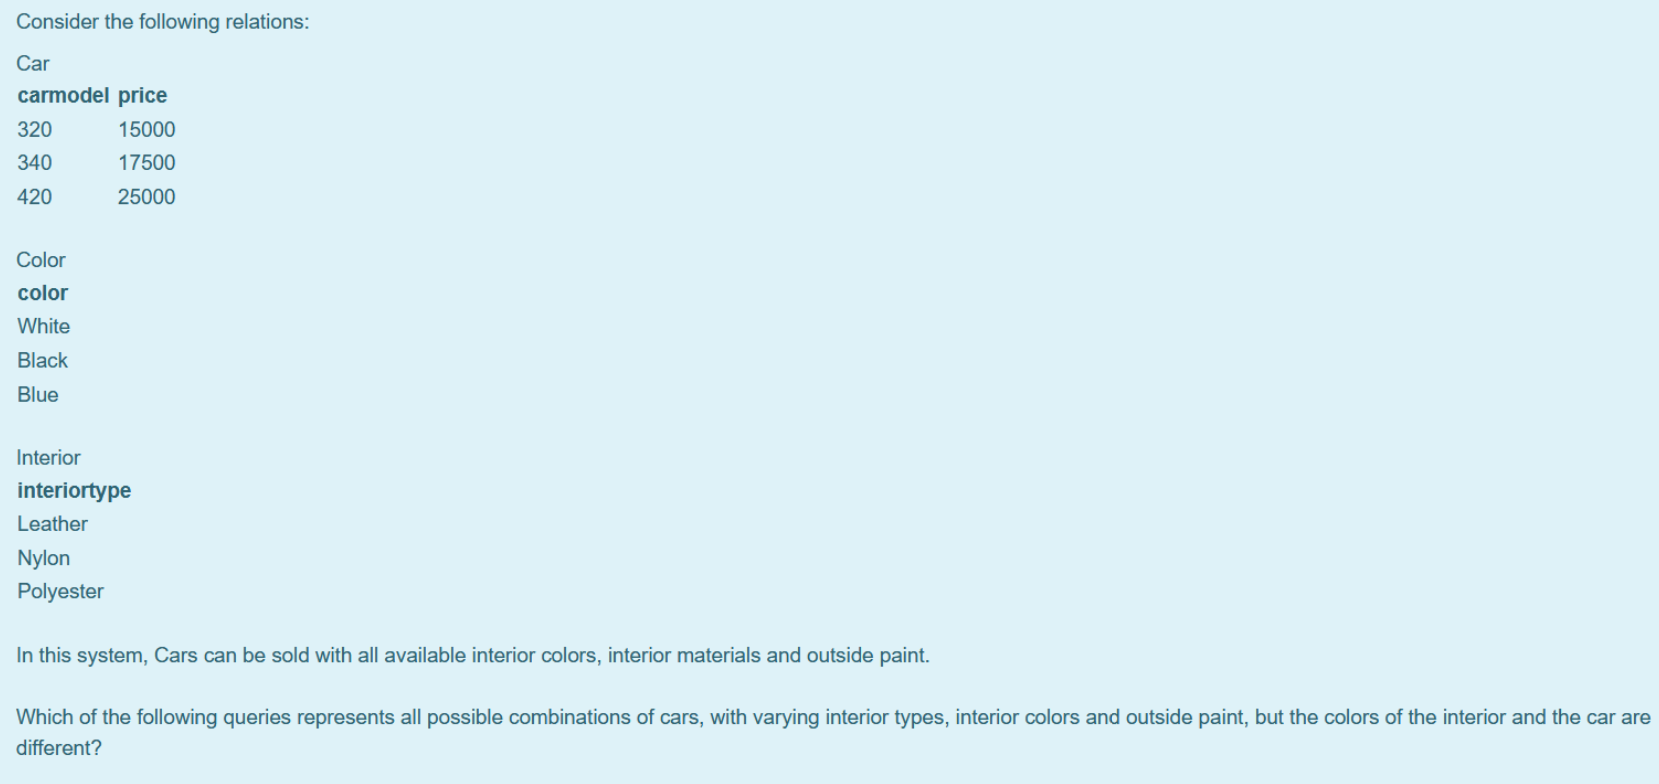 Consider the following relations:
Car
carmodel price
320 15000
340 17500
420 25000
Color
color
White
Black
Blue
Interior
interiortype
Leather
Nylon
Polyester
In this system, Cars can be sold with all available interior colors, interior materials and outside paint.
Which of the following queries represents all possible combinations of cars, with varying interior types, interior colors and outside paint, but the colors of the interior and the car are
different?